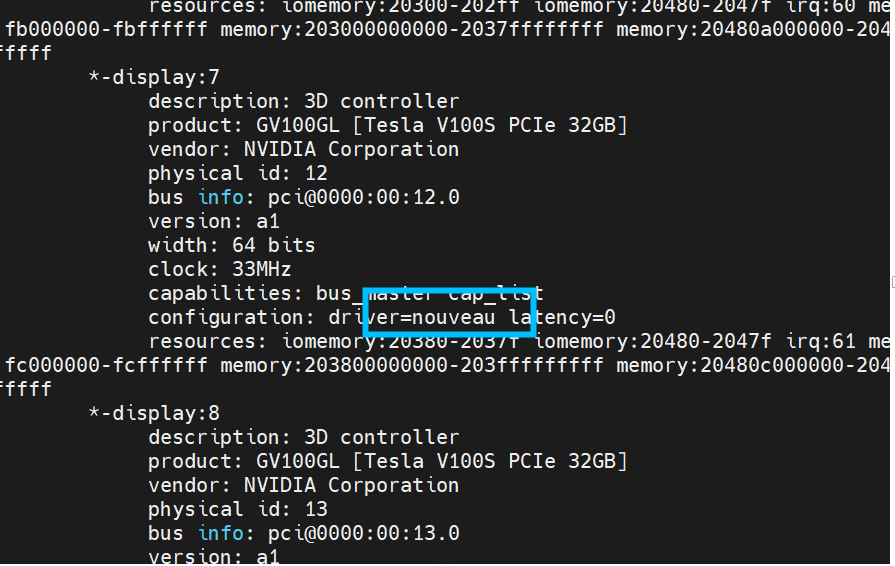 resources: iomemory:20300-202ff iomemory:20480-2047f irq:60 me
fb000000-fbffffff memory:203000000000-2037ffffffff memory:20480a000000-204
fffff
*-display:7
description: 3D controller
product: GV100GL [Tesla V100S PCIe 32GB]
vendor: NVIDIA Corporation
physical id: 12
bus info: pci@0000:00:12.0
version: a1
width: 64 bits
clock: 33MHz
capabilities: bus_master cap_list
configuration: driver=nouveau latency=0
resources: iomemory:20380-2037f iomemory:20480-2047f irq:61 me
fc000000-fcffffff memory:203800000000-203fffffffff memory:20480c000000-204
fffff
*-display:8
description: 3D controller
product: GV100GL [Tesla V100S PCIe 32GB]
vendor: NVIDIA Corporation
physical id: 13
bus info: pci@0000:00:13.0
version: a1